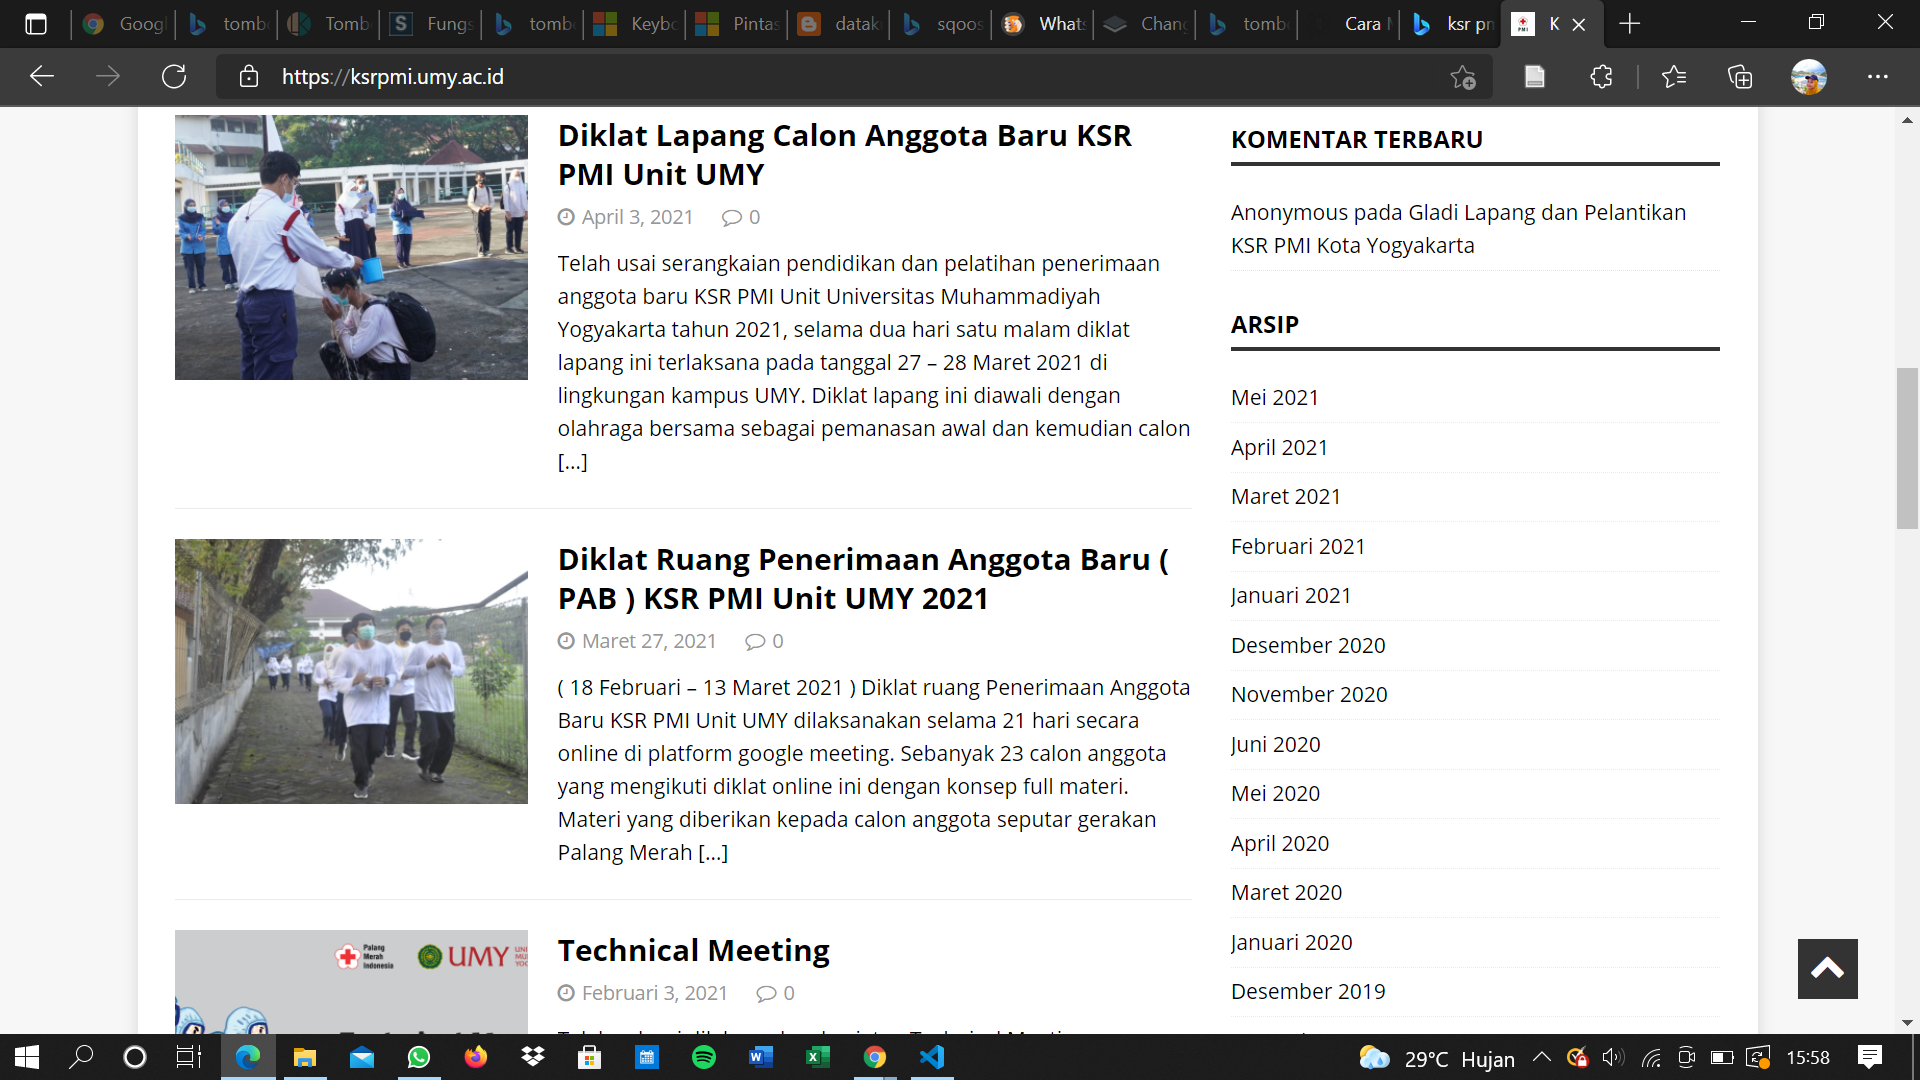 Googl
tomb
Tomb
Fungs
tomb
Keybo
Pintas
datak
sqoos
Whats
Chang
tomb
Cara
ksr pm
K
https://ksrpmi.umy.ac.id
Diklat Lapang Calon Anggota Baru KSR
PMI Unit UMY
April 3, 2021 0
Telah usai serangkaian pendidikan dan pelatihan penerimaan
anggota baru KSR PMI Unit Universitas Muhammadiyah
Yogyakarta tahun 2021, selama dua hari satu malam diklat
lapang ini terlaksana pada tanggal 27 – 28 Maret 2021 di
lingkungan kampus UMY. Diklat lapang ini diawali dengan
olahraga bersama sebagai pemanasan awal dan kemudian calon
[...]
Diklat Ruang Penerimaan Anggota Baru (
PAB ) KSR PMI Unit UMY 2021
Maret 27, 2021 0
( 18 Februari – 13 Maret 2021 ) Diklat ruang Penerimaan Anggota
Baru KSR PMI Unit UMY dilaksanakan selama 21 hari secara
online di platform google meeting. Sebanyak 23 calon anggota
yang mengikuti diklat online ini dengan konsep full materi.
Materi yang diberikan kepada calon anggota seputar gerakan
Palang Merah [...]
Palang
Merah
Indonesia
UMY
Technical Meeting
Februari 3, 2021 0
KOMENTAR TERBARU
Anonymous pada Gladi Lapang dan Pelantikan
KSR PMI Kota Yogyakarta
ARSIP
Mei 2021
April 2021
Maret 2021
Februari 2021
Januari 2021
Desember 2020
November 2020
Juni 2020
Mei 2020
April 2020
Maret 2020
Januari 2020
Desember 2019
29°C Hujan
15:58